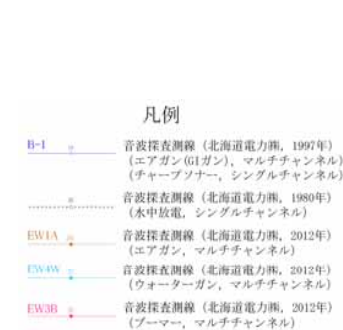 凡例
B-1 音波探査測線（北海道電力㈱，1997年）
（エアガン(GIガン)，マルチチャンネル）
（チャープソナー，シングルチャンネル）
音波探査測線（北海道電力㈱，1980年）
（水中放電，シングルチャンネル）
EW1A 音波探査測線（北海道電力㈱，2012年）
（エアガン，マルチチャンネル）
EW4W 音波探査測線（北海道電力㈱，2012年）
（ウォーターガン，マルチチャンネル）
EW3B 音波探査測線（北海道電力㈱，2012年）
（ブーマー，マルチチャンネル）